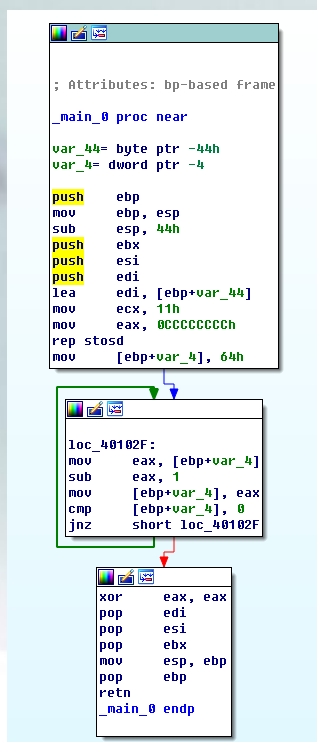 ; Attributes: bp-based frame
_main_0 proc near
var_44= byte ptr -44h
var_4= dword ptr -4
push ebp
mov ebp, esp
sub esp, 44h
push ebx
push esi
push edi
lea edi, [ebp+var_44]
mov ecx, 11h
mov eax, 0CCCCCCCCh
rep stosd
mov [ebp+var_4], 64h
loc_40102F:
mov eax, [ebp+var_4]
sub eax, 1
mov [ebp+var_4], eax
cmp [ebp+var_4], 0
jnz short loc_40102F
xor eax, eax
pop edi
pop esi
pop ebx
mov esp, ebp
pop ebp
retn
_main_0 endp